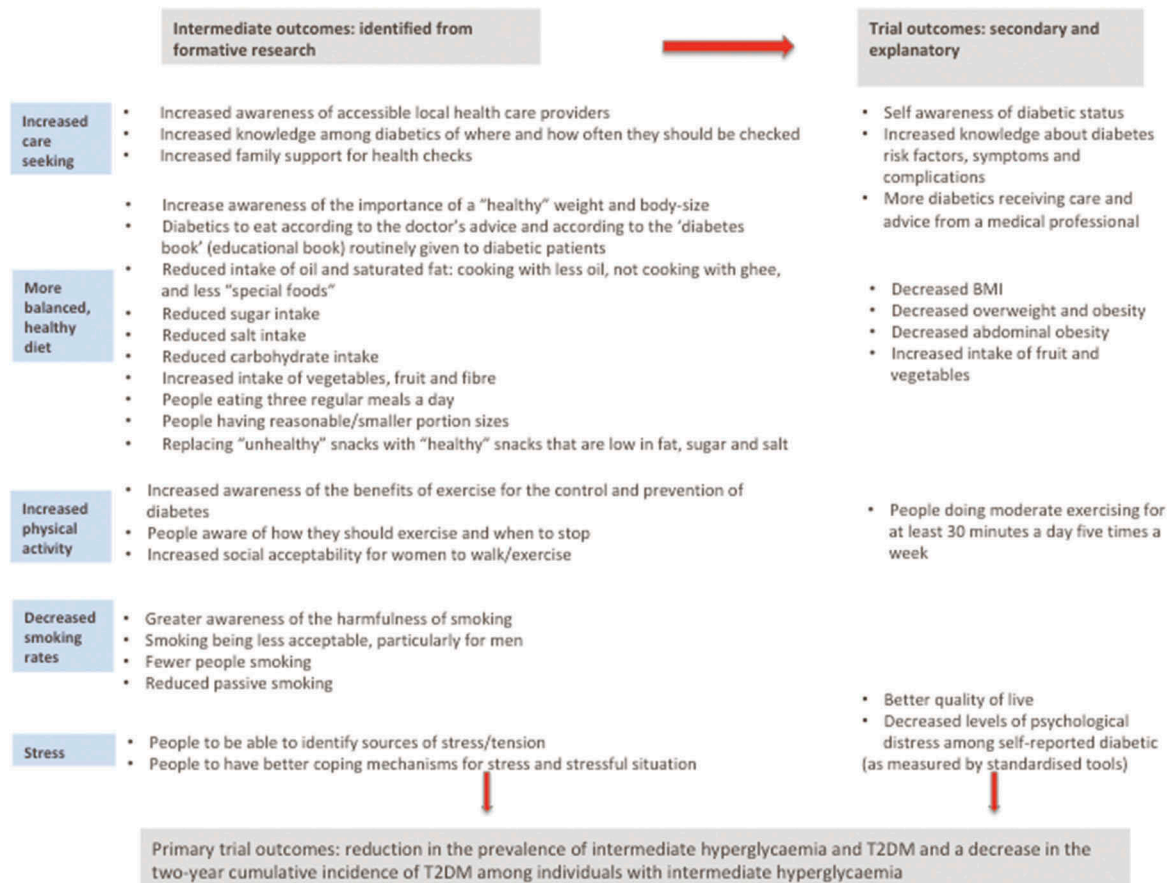 Intermediate outcomes: identified from
formative research
Trial outcomes: secondary and
explanatory
Increased
care
seeking
• Increased awareness of accessible local health care providers
• Increased knowledge among diabetics of where and how often they should be checked
• Increased family support for health checks
• Self awareness of diabetic status
• Increased knowledge about diabetes
risk factors, symptoms and
complications
• More diabetics receiving care and
advice from a medical professional
More
balanced,
healthy
diet
• Increase awareness of the importance of a "healthy" weight and body-size
• Diabetics to eat according to the doctor's advice and according to the 'diabetes
book' (educational book) routinely given to diabetic patients
• Reduced intake of oil and saturated fat: cooking with less oil, not cooking with ghee,
and less "special foods"
• Reduced sugar intake
• Reduced salt intake
• Reduced carbohydrate intake
• Increased intake of vegetables, fruit and fibre
• People eating three regular meals a day
• People having reasonable/smaller portion sizes
• Replacing "unhealthy" snacks with "healthy" snacks that are low in fat, sugar and salt
• Decreased BMI
• Decreased overweight and obesity
• Decreased abdominal obesity
• Increased intake of fruit and
vegetables
Increased
physical
activity
• Increased awareness of the benefits of exercise for the control and prevention of
diabetes
• People aware of how they should exercise and when to stop
• Increased social acceptability for women to walk/exercise
• People doing moderate exercising for
at least 30 minutes a day five times a
week
Decreased
smoking
rates
• Greater awareness of the harmfulness of smoking
• Smoking being less acceptable, particularly for men
• Fewer people smoking
• Reduced passive smoking
Stress
• People to be able to identify sources of stress/tension
• People to have better coping mechanisms for stress and stressful situation
• Better quality of live
• Decreased levels of psychological
distress among self-reported diabetic
(as measured by standardised tools)
Primary trial outcomes: reduction in the prevalence of intermediate hyperglycaemia and T2DM and a decrease in the
two-year cumulative incidence of T2DM among individuals with intermediate hyperglycaemia